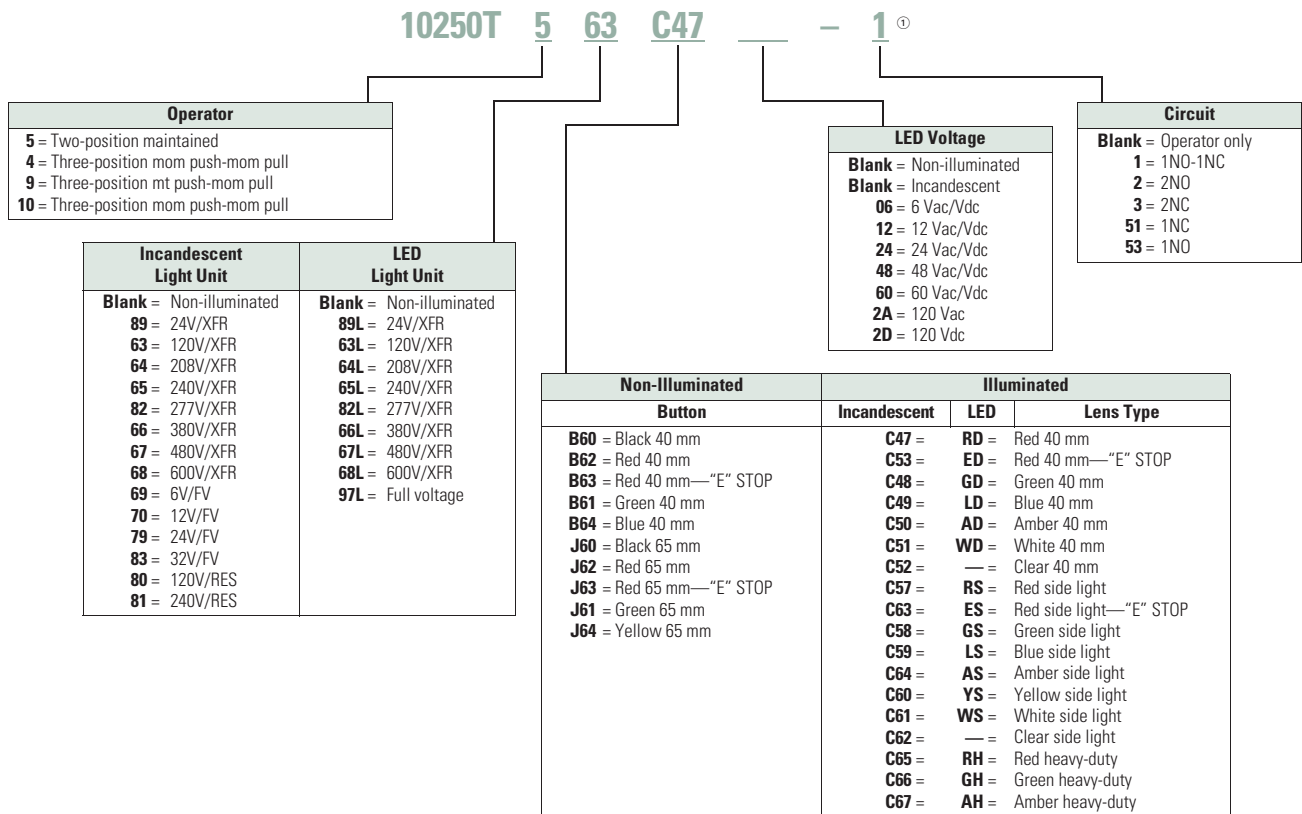 10250T 5 63 C47 ___ – 1 ①
Operator
5 = Two-position maintained
4 = Three-position mom push-mom pull
9 = Three-position mt push-mom pull
10 = Three-position mom push-mom pull
Incandescent
Light Unit
Blank = Non-illuminated
89 = 24V/XFR
63 = 120V/XFR
64 = 208V/XFR
65 = 240V/XFR
82 = 277V/XFR
66 = 380V/XFR
67 = 480V/XFR
68 = 600V/XFR
69 = 6V/FV
70 = 12V/FV
79 = 24V/FV
83 = 32V/FV
80 = 120V/RES
81 = 240V/RES
LED
Light Unit
Blank = Non-illuminated
89L = 24V/XFR
63L = 120V/XFR
64L = 208V/XFR
65L = 240V/XFR
82L = 277V/XFR
66L = 380V/XFR
67L = 480V/XFR
68L = 600V/XFR
97L = Full voltage
LED Voltage
Blank = Non-illuminated
Blank = Incandescent
06 = 6 Vac/Vdc
12 = 12 Vac/Vdc
24 = 24 Vac/Vdc
48 = 48 Vac/Vdc
60 = 60 Vac/Vdc
2A = 120 Vac
2D = 120 Vdc
Circuit
Blank = Operator only
1 = 1NO-1NC
2 = 2NO
3 = 2NC
51 = 1NC
53 = 1NO
Non-Illuminated
Button
B60 = Black 40 mm
B62 = Red 40 mm
B63 = Red 40 mm—“E” STOP
B61 = Green 40 mm
B64 = Blue 40 mm
J60 = Black 65 mm
J62 = Red 65 mm
J63 = Red 65 mm—“E” STOP
J61 = Green 65 mm
J64 = Yellow 65 mm
Illuminated
Incandescent LED Lens Type
C47 = RD = Red 40 mm
C53 = ED = Red 40 mm—“E” STOP
C48 = GD = Green 40 mm
C49 = LD = Blue 40 mm
C50 = AD = Amber 40 mm
C51 = WD = White 40 mm
C52 = — = Clear 40 mm
C57 = RS = Red side light
C63 = ES = Red side light—“E” STOP
C58 = GS = Green side light
C59 = LS = Blue side light
C64 = AS = Amber side light
C60 = YS = Yellow side light
C61 = WS = White side light
C62 = — = Clear side light
C65 = RH = Red heavy-duty
C66 = GH = Green heavy-duty
C67 = AH = Amber heavy-duty